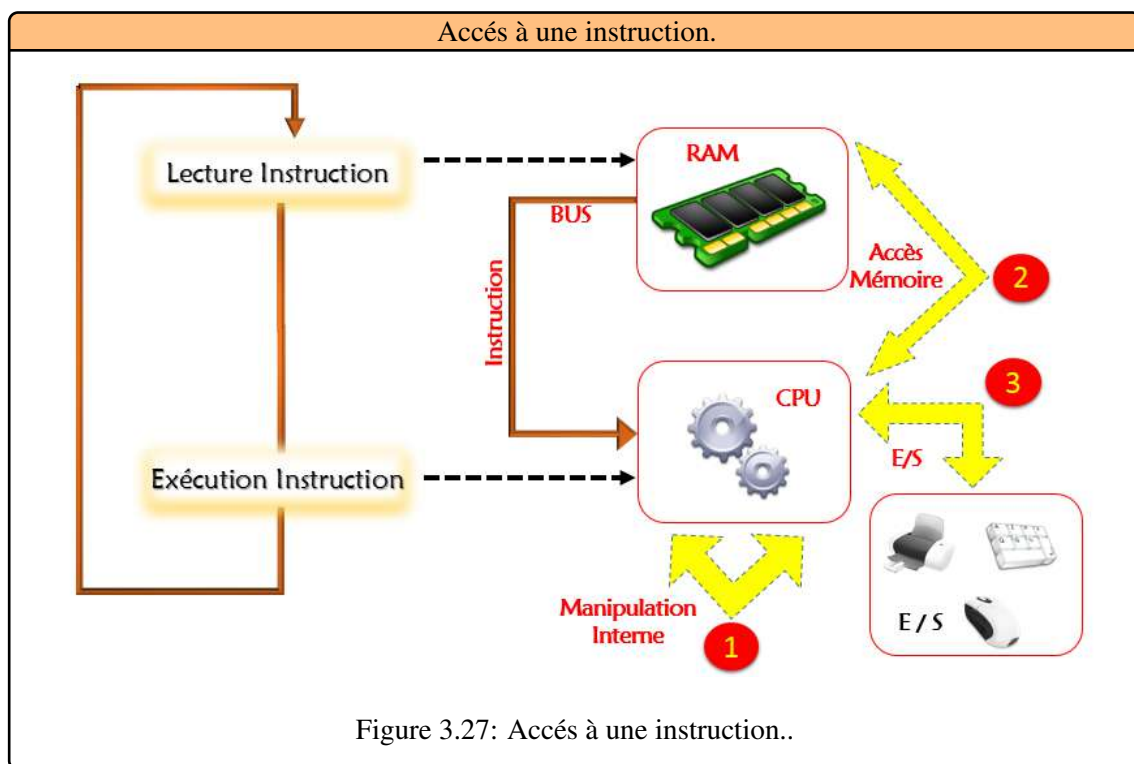 Accés à une instruction.
Lecture Instruction
RAM
BUS
Instruction
Accès
Mémoire
2
3
CPU
E/S
Exécution Instruction
Manipulation
Interne
1
E / S
Figure 3.27: Accés à une instruction..